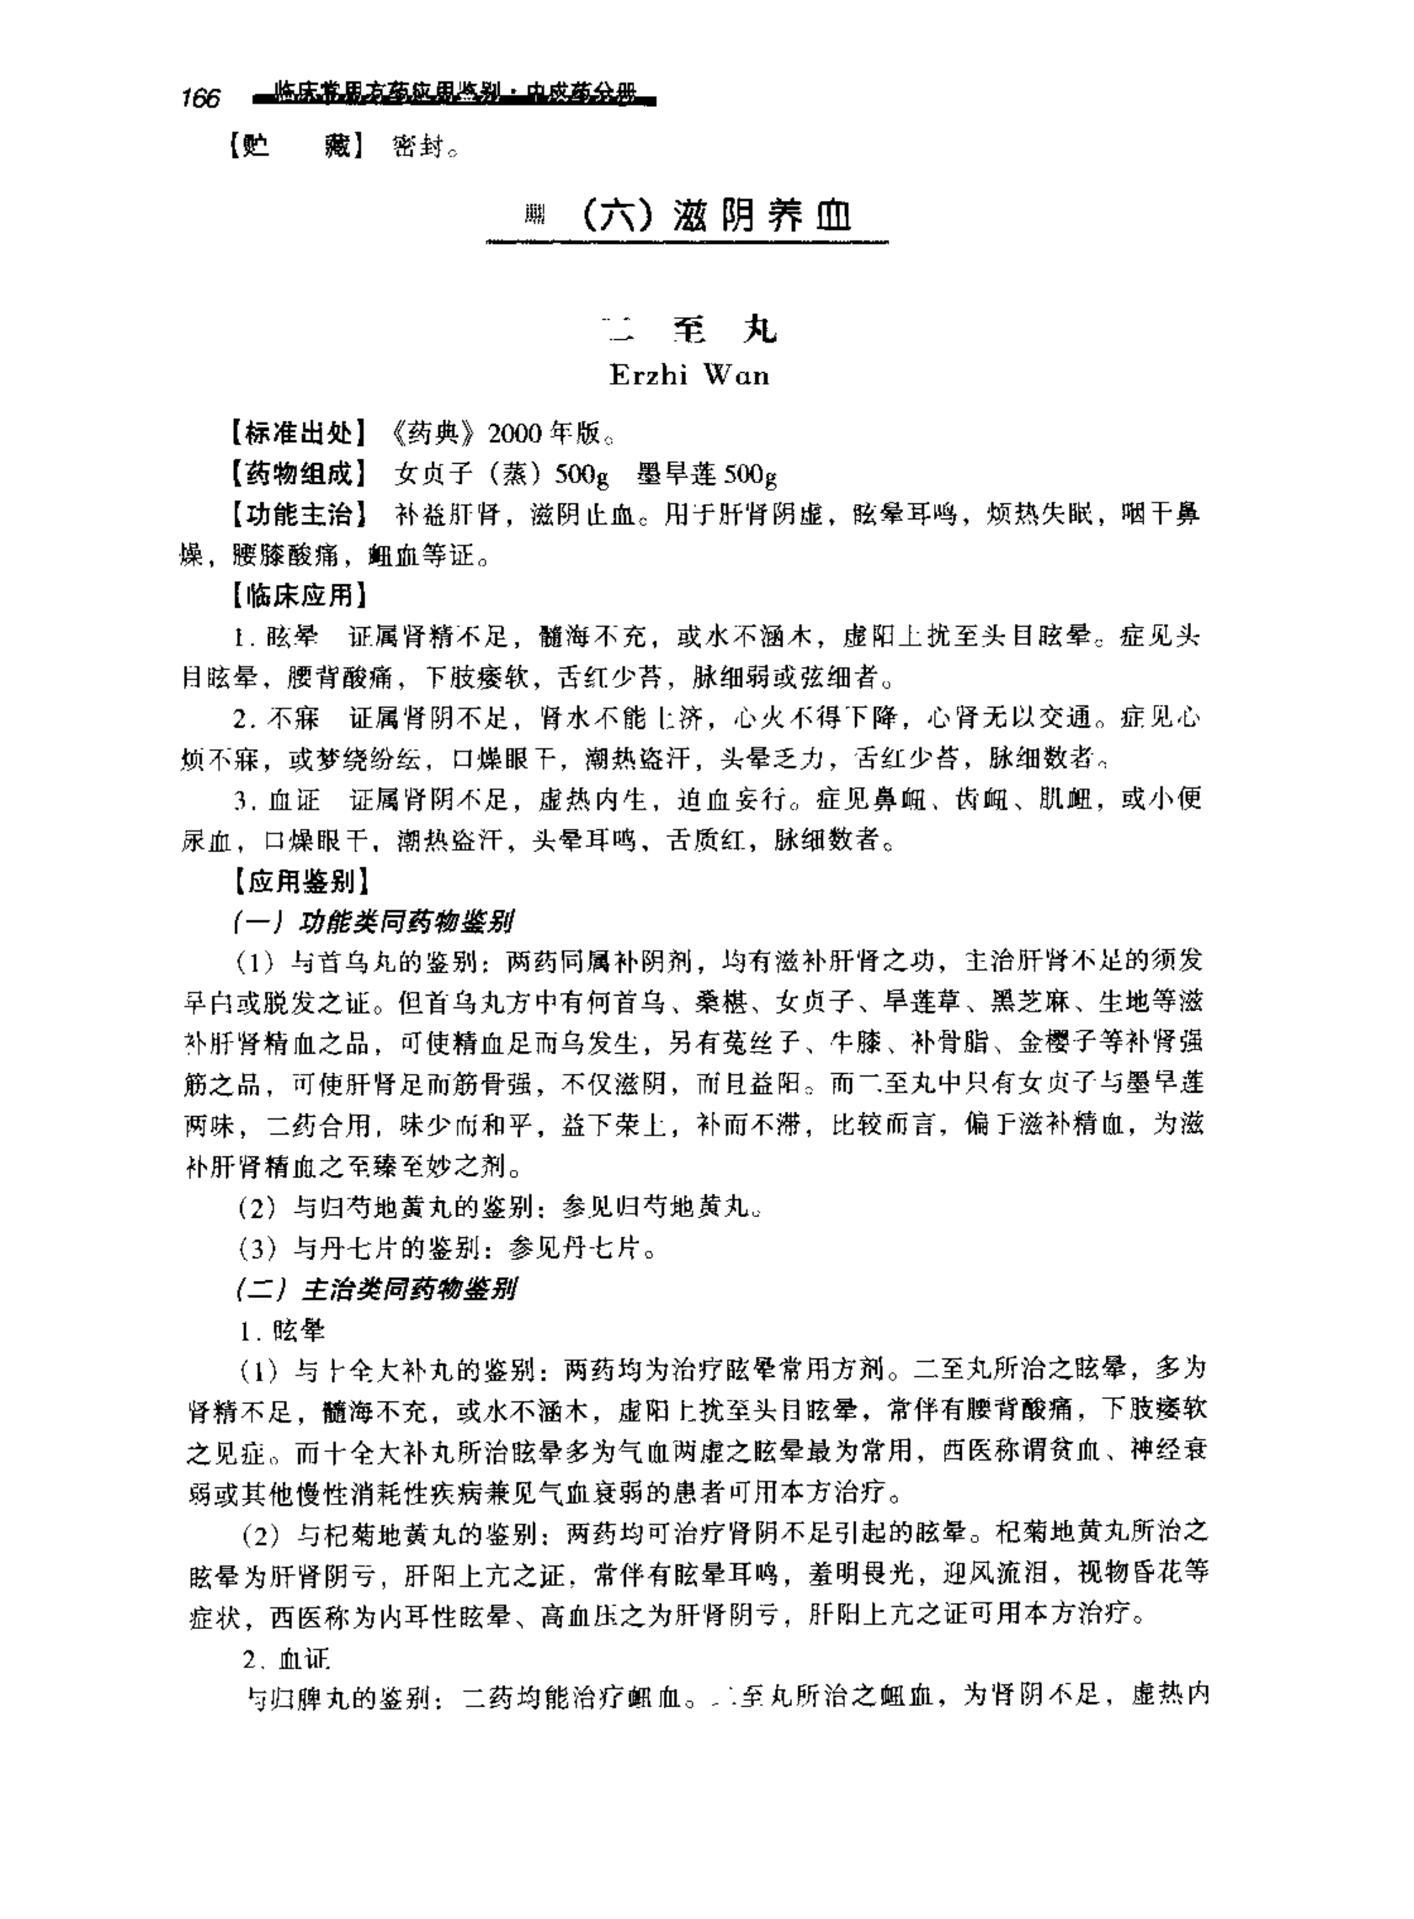 166 临床常用方药应用鉴别·中成药分册
【贮　　藏】 密封。
（六）滋阴养血
二 至 丸
Erzhi Wan
【标准出处】 《药典》2000 年版。
【药物组成】 女贞子（蒸）500g　墨旱莲 500g
【功能主治】 补益肝肾，滋阴止血。用于肝肾阴虚，眩晕耳鸣，烦热失眠，咽干鼻
燥，腰膝酸痛，衄血等证。
【临床应用】
1. 眩晕　证属肾精不足，髓海不充，或水不涵木，虚阳上扰至头目眩晕。症见头
目眩晕，腰背酸痛，下肢痿软，舌红少苔，脉细弱或弦细者。
2. 不寐　证属肾阴不足，肾水不能上济，心火不得下降，心肾无以交通。症见心
烦不寐，或梦绕纷纭，口燥眼干，潮热盗汗，头晕乏力，舌红少苔，脉细数者。
3. 血证　证属肾阴不足，虚热内生，迫血妄行。症见鼻衄、齿衄、肌衄，或小便
尿血，口燥眼干，潮热盗汗，头晕耳鸣，舌质红，脉细数者。
【应用鉴别】
（一）功能类同药物鉴别
（1）与首乌丸的鉴别：两药同属补阴剂，均有滋补肝肾之功，主治肝肾不足的须发
早白或脱发之证。但首乌丸方中有何首乌、桑椹、女贞子、旱莲草、黑芝麻、生地等滋
补肝肾精血之品，可使精血足而乌发生，另有菟丝子、牛膝、补骨脂、金樱子等补肾强
筋之品，可使肝肾足而筋骨强，不仅滋阴，而且益阳。而二至丸中只有女贞子与墨旱莲
两味，二药合用，味少而和平，益下荣上，补而不滞，比较而言，偏于滋补精血，为滋
补肝肾精血之至臻至妙之剂。
（2）与归芍地黄丸的鉴别：参见归芍地黄丸。
（3）与丹七片的鉴别：参见丹七片。
（二）主治类同药物鉴别
1. 眩晕
（1）与十全大补丸的鉴别：两药均为治疗眩晕常用方剂。二至丸所治之眩晕，多为
肾精不足，髓海不充，或水不涵木，虚阳上扰至头目眩晕，常伴有腰背酸痛，下肢痿软
之见症。而十全大补丸所治眩晕多为气血两虚之眩晕最为常用，西医称谓贫血、神经衰
弱或其他慢性消耗性疾病兼见气血衰弱的患者可用本方治疗。
（2）与杞菊地黄丸的鉴别：两药均可治疗肾阴不足引起的眩晕。杞菊地黄丸所治之
眩晕为肝肾阴亏，肝阳上亢之证，常伴有眩晕耳鸣，羞明畏光，迎风流泪，视物昏花等
症状，西医称为内耳性眩晕、高血压之为肝肾阴亏，肝阳上亢之证可用本方治疗。
2. 血证
与归脾丸的鉴别：二药均能治疗衄血。二至丸所治之衄血，为肾阴不足，虚热内